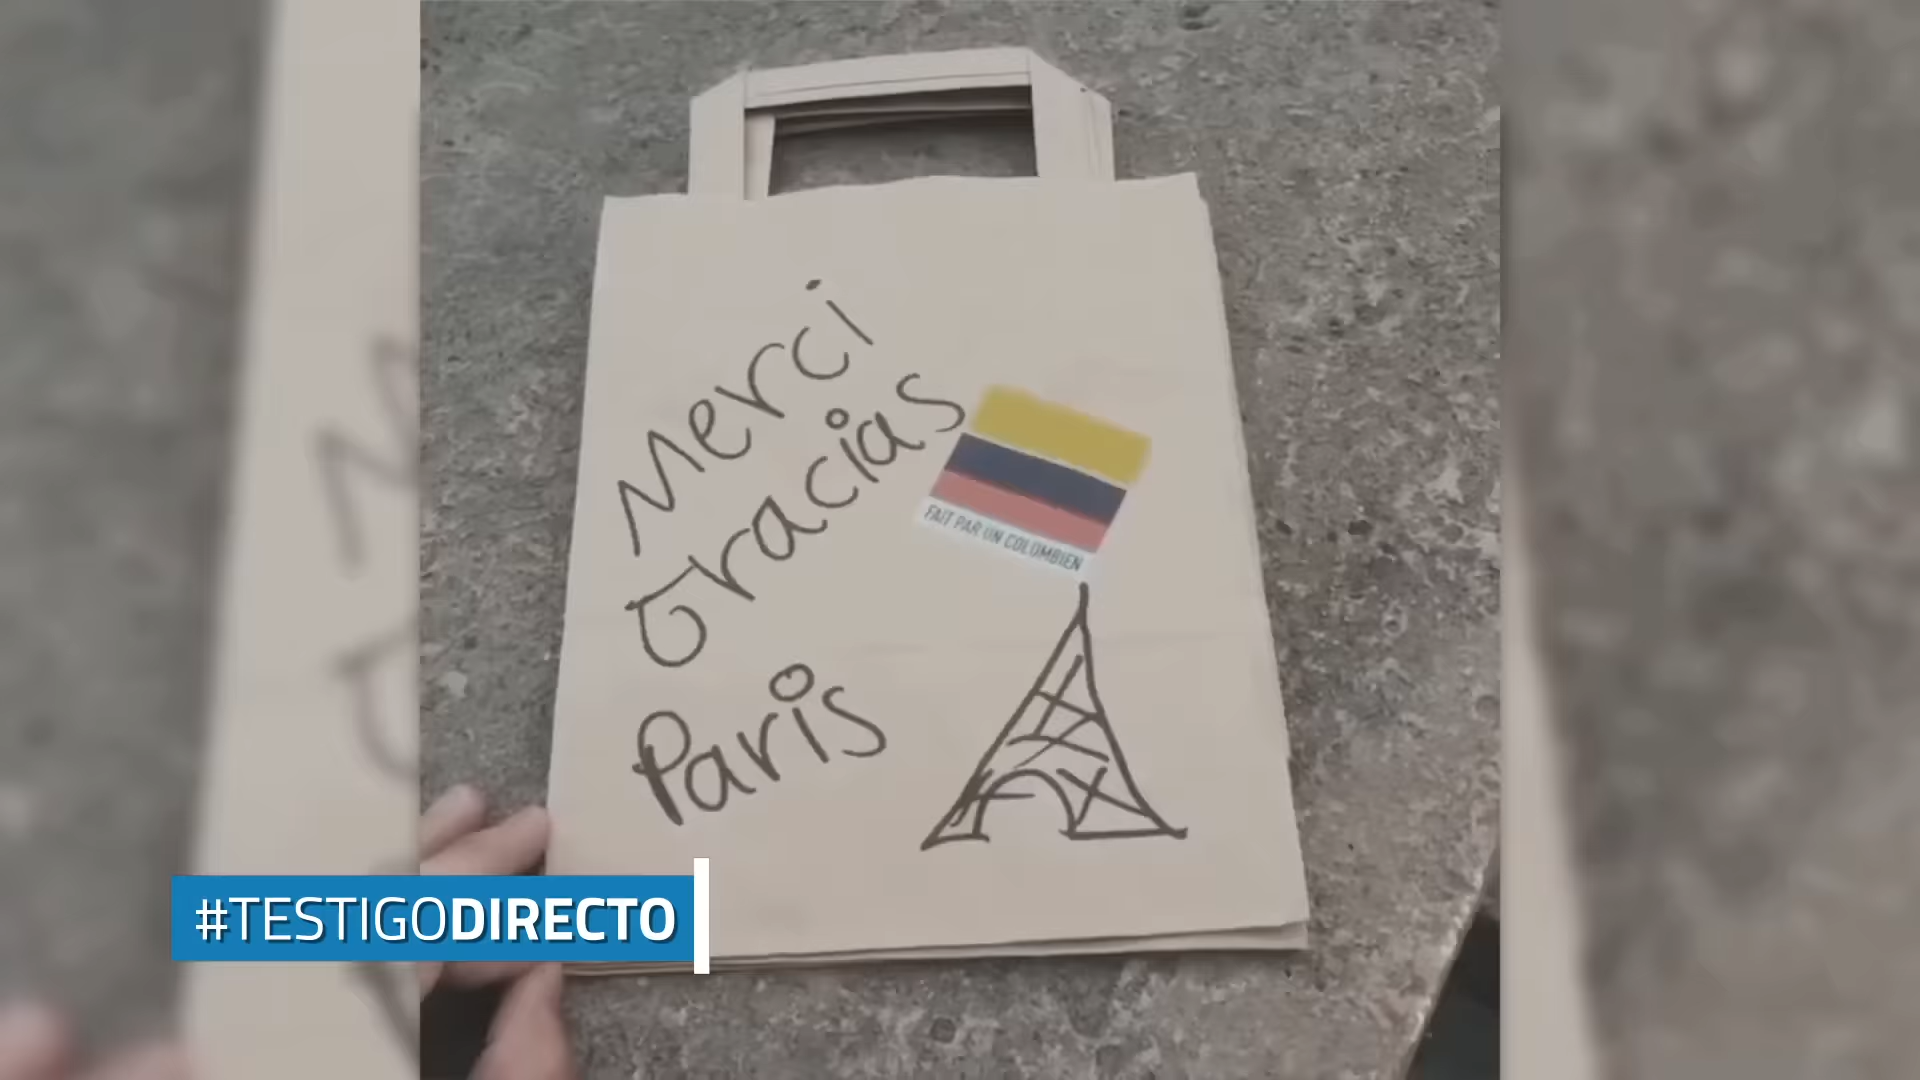 Merci
Gracias
Paris
FAIT PAR UN COLOMBIEN
#TESTIGODIRECTO